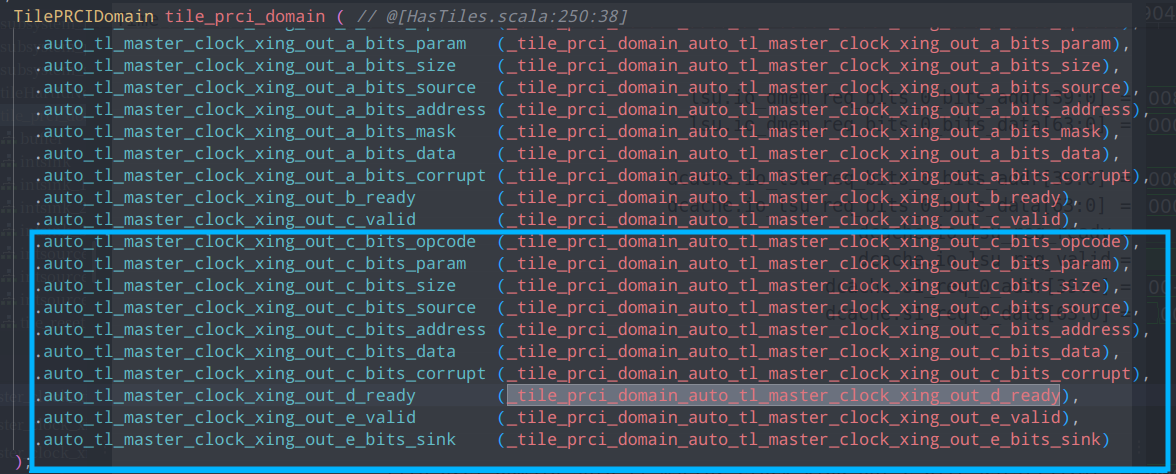 TilePRCIDomain tile_prci_domain ( // @[HasTiles.scala:250:38]
.auto_tl_master_clock_xing_out_a_bits_param (_tile_prci_domain_auto_tl_master_clock_xing_out_a_bits_param),
.auto_tl_master_clock_xing_out_a_bits_size (_tile_prci_domain_auto_tl_master_clock_xing_out_a_bits_size),
.auto_tl_master_clock_xing_out_a_bits_source (_tile_prci_domain_auto_tl_master_clock_xing_out_a_bits_source),
.auto_tl_master_clock_xing_out_a_bits_address (_tile_prci_domain_auto_tl_master_clock_xing_out_a_bits_address),
.auto_tl_master_clock_xing_out_a_bits_mask (_tile_prci_domain_auto_tl_master_clock_xing_out_a_bits_mask),
.auto_tl_master_clock_xing_out_a_bits_data (_tile_prci_domain_auto_tl_master_clock_xing_out_a_bits_data),
.auto_tl_master_clock_xing_out_a_bits_corrupt (_tile_prci_domain_auto_tl_master_clock_xing_out_a_bits_corrupt),
.auto_tl_master_clock_xing_out_b_ready (_tile_prci_domain_auto_tl_master_clock_xing_out_b_ready),
.auto_tl_master_clock_xing_out_c_valid (_tile_prci_domain_auto_tl_master_clock_xing_out_c_valid),
.auto_tl_master_clock_xing_out_c_bits_opcode (_tile_prci_domain_auto_tl_master_clock_xing_out_c_bits_opcode),
.auto_tl_master_clock_xing_out_c_bits_param (_tile_prci_domain_auto_tl_master_clock_xing_out_c_bits_param),
.auto_tl_master_clock_xing_out_c_bits_size (_tile_prci_domain_auto_tl_master_clock_xing_out_c_bits_size),
.auto_tl_master_clock_xing_out_c_bits_source (_tile_prci_domain_auto_tl_master_clock_xing_out_c_bits_source),
.auto_tl_master_clock_xing_out_c_bits_address (_tile_prci_domain_auto_tl_master_clock_xing_out_c_bits_address),
.auto_tl_master_clock_xing_out_c_bits_data (_tile_prci_domain_auto_tl_master_clock_xing_out_c_bits_data),
.auto_tl_master_clock_xing_out_c_bits_corrupt (_tile_prci_domain_auto_tl_master_clock_xing_out_c_bits_corrupt),
.auto_tl_master_clock_xing_out_d_ready (_tile_prci_domain_auto_tl_master_clock_xing_out_d_ready),
.auto_tl_master_clock_xing_out_e_valid (_tile_prci_domain_auto_tl_master_clock_xing_out_e_valid),
.auto_tl_master_clock_xing_out_e_bits_sink (_tile_prci_domain_auto_tl_master_clock_xing_out_e_bits_sink)
);